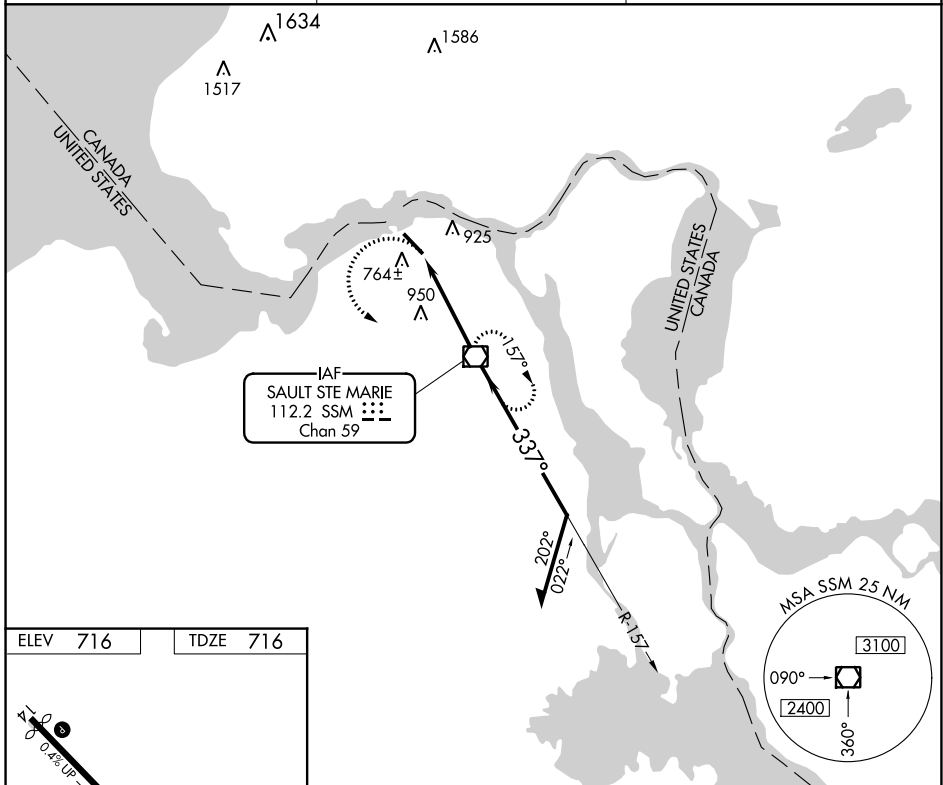 1634
1586
1517
CANADA
UNITED STATES
925
764±
950
UNITED STATES
CANADA
157°
IAF
SAULT STE MARIE
112.2 SSM
Chan 59
337°
202°
022°
R-157
MSA SSM 25 NM
3100
090°
2400
360°
ELEV 716
TDZE 716
14
P
0.4% UP